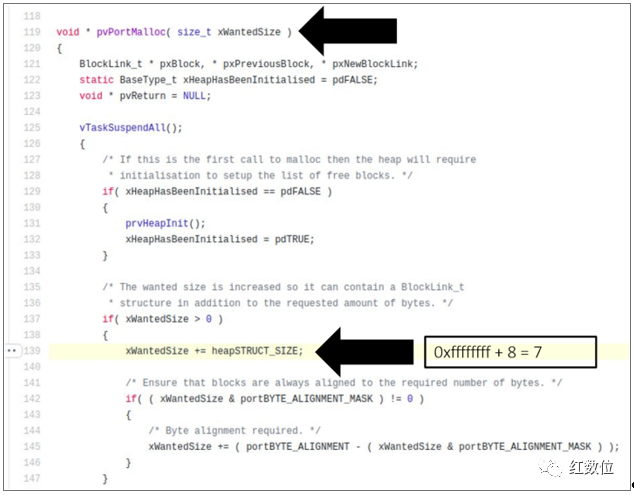 118
119 void * pvPortMalloc( size_t xWantedSize )
120 {
121 BlockLink_t * pxBlock, * pxPreviousBlock, * pxNewBlockLink;
122 static BaseType_t xHeapHasBeenInitialised = pdFALSE;
123 void * pvReturn = NULL;
124
125 vTaskSuspendAll();
126 {
127 /* If this is the first call to malloc then the heap will require
128 * initialisation to setup the list of free blocks. */
129 if( xHeapHasBeenInitialised == pdFALSE )
130 {
131 prvHeapInit();
132 xHeapHasBeenInitialised = pdTRUE;
133 }
134
135 /* The wanted size is increased so it can contain a BlockLink_t
136 * structure in addition to the requested amount of bytes. */
137 if( xWantedSize > 0 )
138 {
139 xWantedSize += heapSTRUCT_SIZE; 0xffffffff + 8 = 7
140
141 /* Ensure that blocks are always aligned to the required number of bytes. */
142 if( ( xWantedSize & portBYTE_ALIGNMENT_MASK ) != 0 )
143 {
144 /* Byte alignment required. */
145 xWantedSize += ( portBYTE_ALIGNMENT - ( xWantedSize & portBYTE_ALIGNMENT_MASK ) );
146 }
147 }
红数位